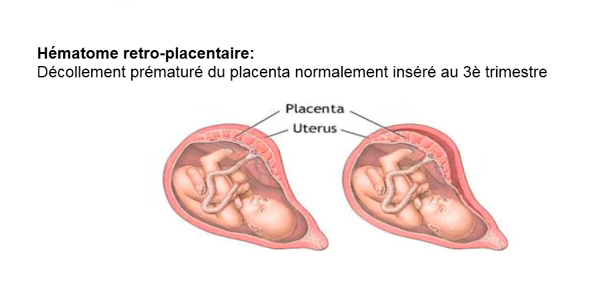 Hématome retro-placentaire:
Décollement prématuré du placenta normalement inséré au 3è trimestre
Placenta
Uterus